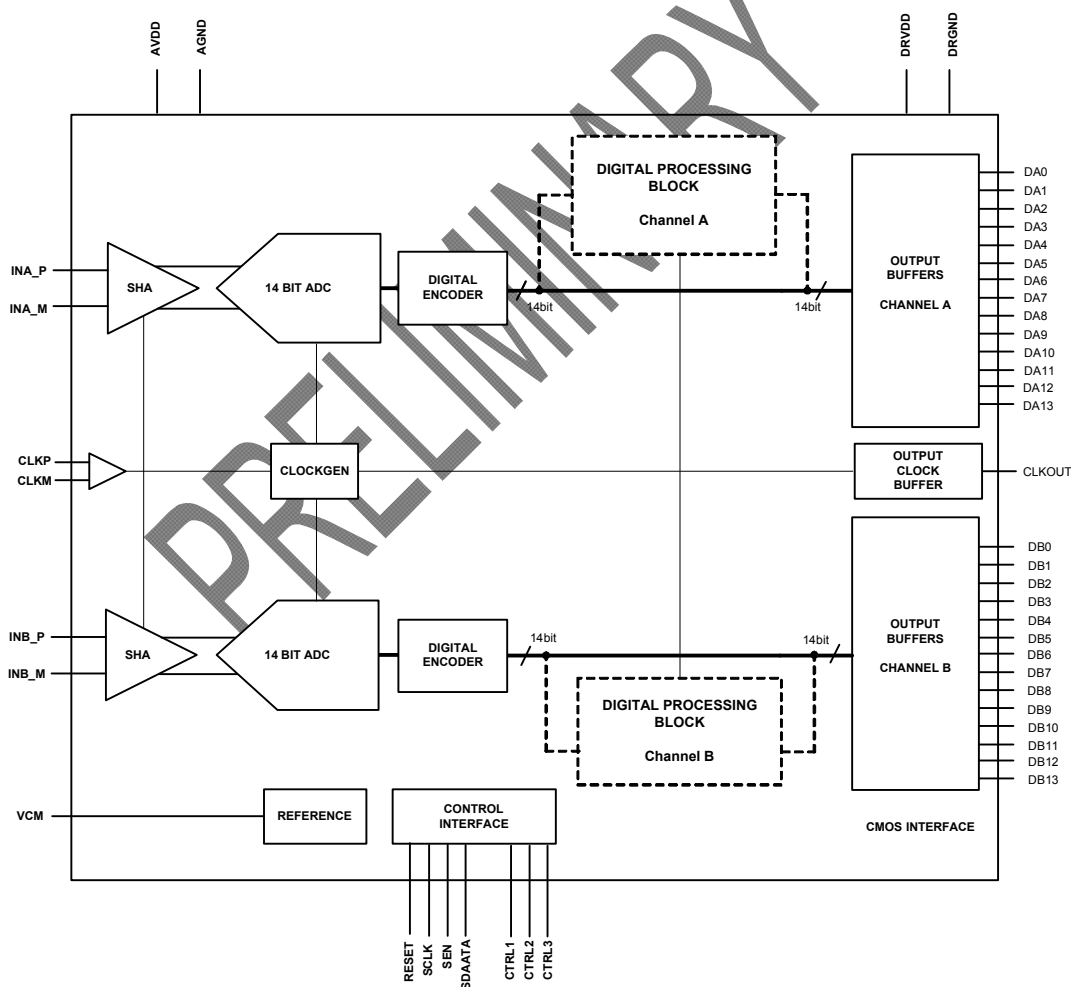 AVDD
AGND
DRVDD
DRGND
PRELIMINARY
DIGITAL PROCESSING
BLOCK
Channel A
INA_P
INA_M
SHA
14 BIT ADC
DIGITAL
ENCODER
14bit
14bit
OUTPUT
BUFFERS
CHANNEL A
DA0
DA1
DA2
DA3
DA4
DA5
DA6
DA7
DA8
DA9
DA10
DA11
DA12
DA13
CLKP
CLKM
CLOCKGEN
OUTPUT
CLOCK
BUFFER
CLKOUT
INB_P
INB_M
SHA
14 BIT ADC
DIGITAL
ENCODER
14bit
14bit
DIGITAL PROCESSING
BLOCK
Channel B
OUTPUT
BUFFERS
CHANNEL B
DB0
DB1
DB2
DB3
DB4
DB5
DB6
DB7
DB8
DB9
DB10
DB11
DB12
DB13
VCM
REFERENCE
CONTROL
INTERFACE
CMOS INTERFACE
RESET
SCLK
SEN
SDAATA
CTRL1
CTRL2
CTRL3